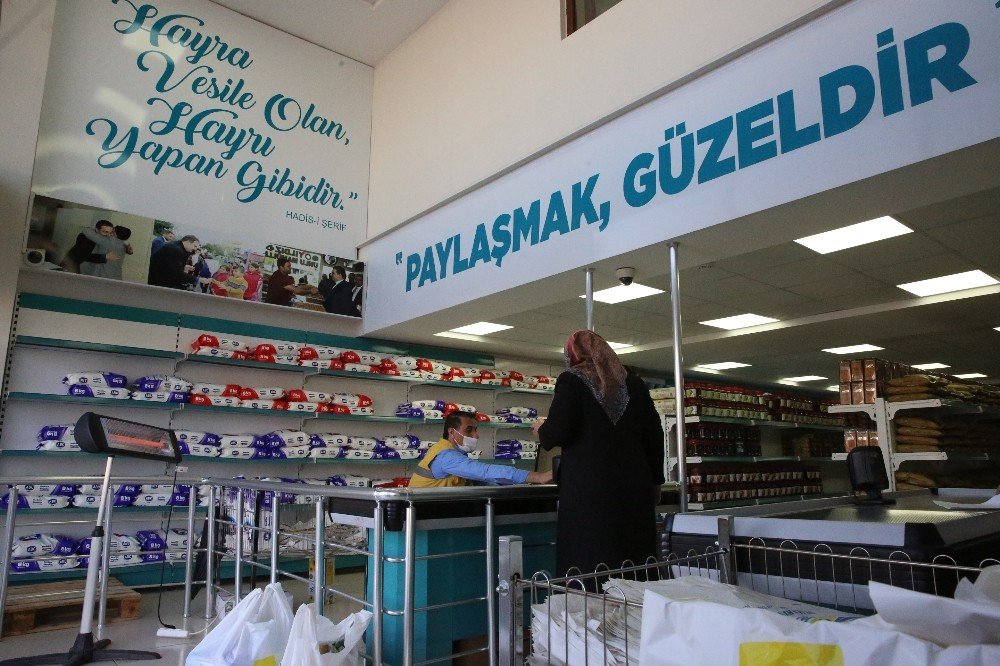 Hayra
Vesile Olan,
Hayrı
Yapan Gibidir."
HADİS-İ ŞERİF
"PAYLAŞMAK, GÜZELDİR